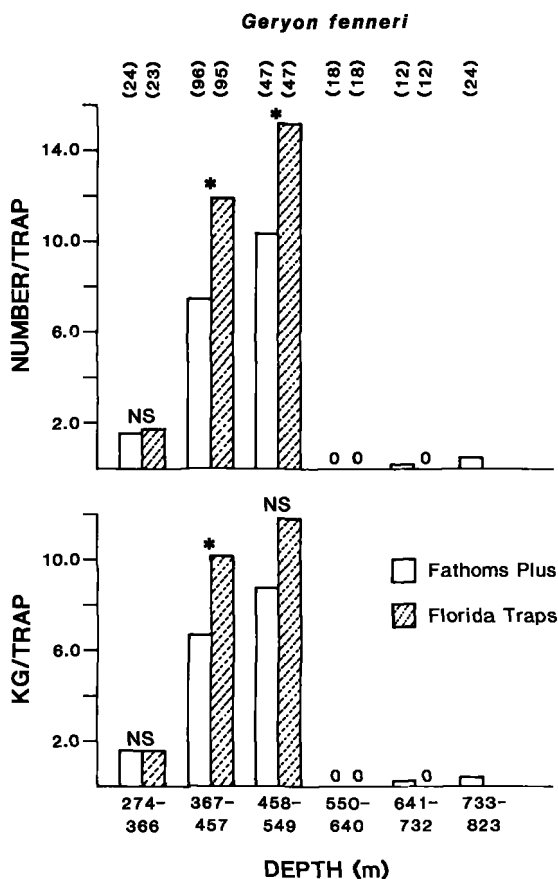 Geryon fenneri
(24) (23) (96) (95) (47) (47) (18) (18) (12) (12) (24)
NUMBER/TRAP
14.0
10.0
6.0
2.0
NS
*
*
0 0
0
KG/TRAP
10.0
6.0
2.0
NS
*
NS
0 0
0
Fathoms Plus
Florida Traps
274-
366
367-
457
458-
549
550-
640
641-
732
733-
823
DEPTH (m)